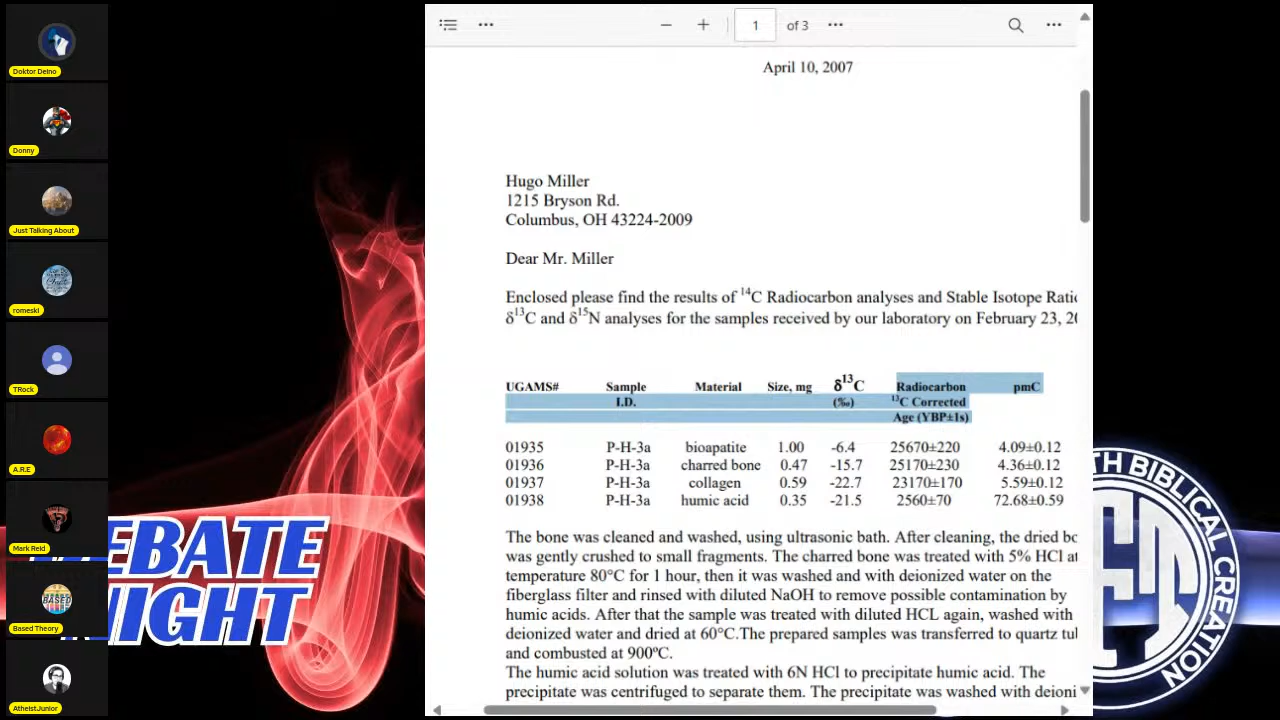 Doktor Deino
Donny
Just Talking About
romeski
TRock
A.R.E
Mark Reid
Based Theory
AtheistJunior
EBATE
NIGHT
TH BIBLICAL CREATION
1 of 3
April 10, 2007
Hugo Miller
1215 Bryson Rd.
Columbus, OH 43224-2009
Dear Mr. Miller
Enclosed please find the results of ¹⁴C Radiocarbon analyses and Stable Isotope Ratio
δ¹³C and δ¹⁵N analyses for the samples received by our laboratory on February 23, 20
UGAMS# Sample Material Size, mg δ¹³C Radiocarbon pmC
I.D. (‰) ¹³C Corrected
Age (YBP±1s)
01935 P-H-3a bioapatite 1.00 -6.4 25670±220 4.09±0.12
01936 P-H-3a charred bone 0.47 -15.7 25170±230 4.36±0.12
01937 P-H-3a collagen 0.59 -22.7 23170±170 5.59±0.12
01938 P-H-3a humic acid 0.35 -21.5 2560±70 72.68±0.59
The bone was cleaned and washed, using ultrasonic bath. After cleaning, the dried bo
was gently crushed to small fragments. The charred bone was treated with 5% HCl at
temperature 80°C for 1 hour, then it was washed and with deionized water on the
fiberglass filter and rinsed with diluted NaOH to remove possible contamination by
humic acids. After that the sample was treated with diluted HCL again, washed with
deionized water and dried at 60°C.The prepared samples was transferred to quartz tul
and combusted at 900ºC.
The humic acid solution was treated with 6N HCl to precipitate humic acid. The
precipitate was centrifuged to separate them. The precipitate was washed with deioni